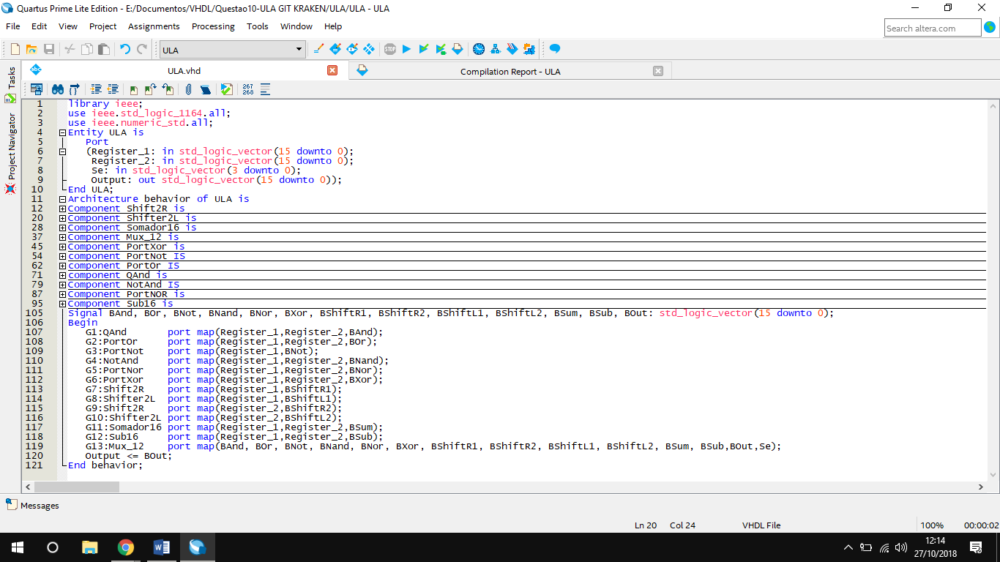 Quartus Prime Lite Edition - E:/Documentos/VHDL/Questao10-ULA GIT KRAKEN/ULA/ULA - ULA
File Edit View Project Assignments Processing Tools Window Help
Search altera.com
ULA
STOP
Tasks
Project Navigator
abc
ULA.vhd
Compilation Report - ULA
267
268
1 library ieee;
2 use ieee.std_logic_1164.all;
3 use ieee.numeric_std.all;
4 Entity ULA is
5 Port
6 (Register_1: in std_logic_vector(15 downto 0);
7 Register_2: in std_logic_vector(15 downto 0);
8 Se: in std_logic_vector(3 downto 0);
9 Output: out std_logic_vector(15 downto 0));
10 End ULA;
11 Architecture behavior of ULA is
12 Component Shift2R is
20 Component Shifter2L is
28 Component Somador16 is
37 Component Mux_12 is
45 Component PortXor is
54 component PortNot IS
62 component PortOr IS
71 component QAnd is
79 component NotAnd IS
87 Component PortNOR is
95 Component Sub16 is
105 Signal BAnd, BOr, BNot, BNand, BNor, BXor, BShiftR1, BShiftR2, BShiftL1, BShiftL2, BSum, BSub, BOut: std_logic_vector(15 downto 0);
106 Begin
107 G1:QAnd port map(Register_1,Register_2,BAnd);
108 G2:PortOr port map(Register_1,Register_2,BOr);
109 G3:PortNot port map(Register_1,BNot);
110 G4:NotAnd port map(Register_1,Register_2,BNand);
111 G5:PortNor port map(Register_1,Register_2,BNor);
112 G6:PortXor port map(Register_1,Register_2,BXor);
113 G7:Shift2R port map(Register_1,BShiftR1);
114 G8:Shifter2L port map(Register_1,BShiftL1);
115 G9:Shift2R port map(Register_2,BShiftR2);
116 G10:Shifter2L port map(Register_2,BShiftL2);
117 G11:Somador16 port map(Register_1,Register_2,BSum);
118 G12:Sub16 port map(Register_1,Register_2,BSub);
119 G13:Mux_12 port map(BAnd, BOr, BNot, BNand, BNor, BXor, BShiftR1, BShiftR2, BShiftL1, BShiftL2, BSum, BSub,BOut,Se);
120 Output <= BOut;
121 End behavior;
Messages
Ln 20 Col 24 VHDL File 100% 00:00:02
12:14
27/10/2018